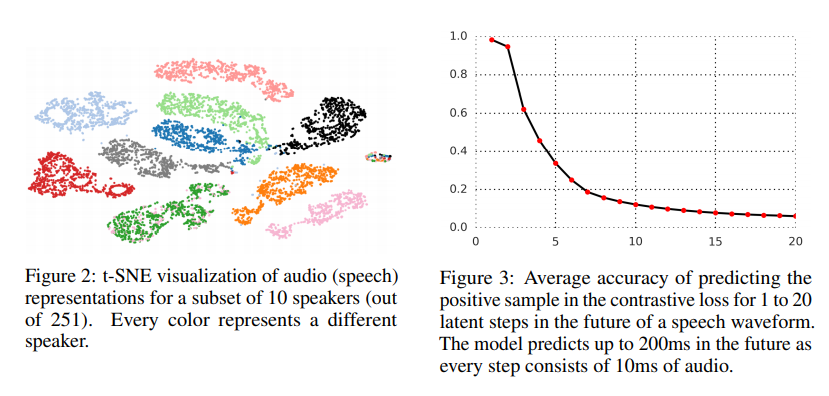 Figure 2: t-SNE visualization of audio (speech)
representations for a subset of 10 speakers (out
of 251). Every color represents a different
speaker.
1.0
0.8
0.6
0.4
0.2
0.0
0 5 10 15 20
Figure 3: Average accuracy of predicting the
positive sample in the contrastive loss for 1 to 20
latent steps in the future of a speech waveform.
The model predicts up to 200ms in the future as
every step consists of 10ms of audio.